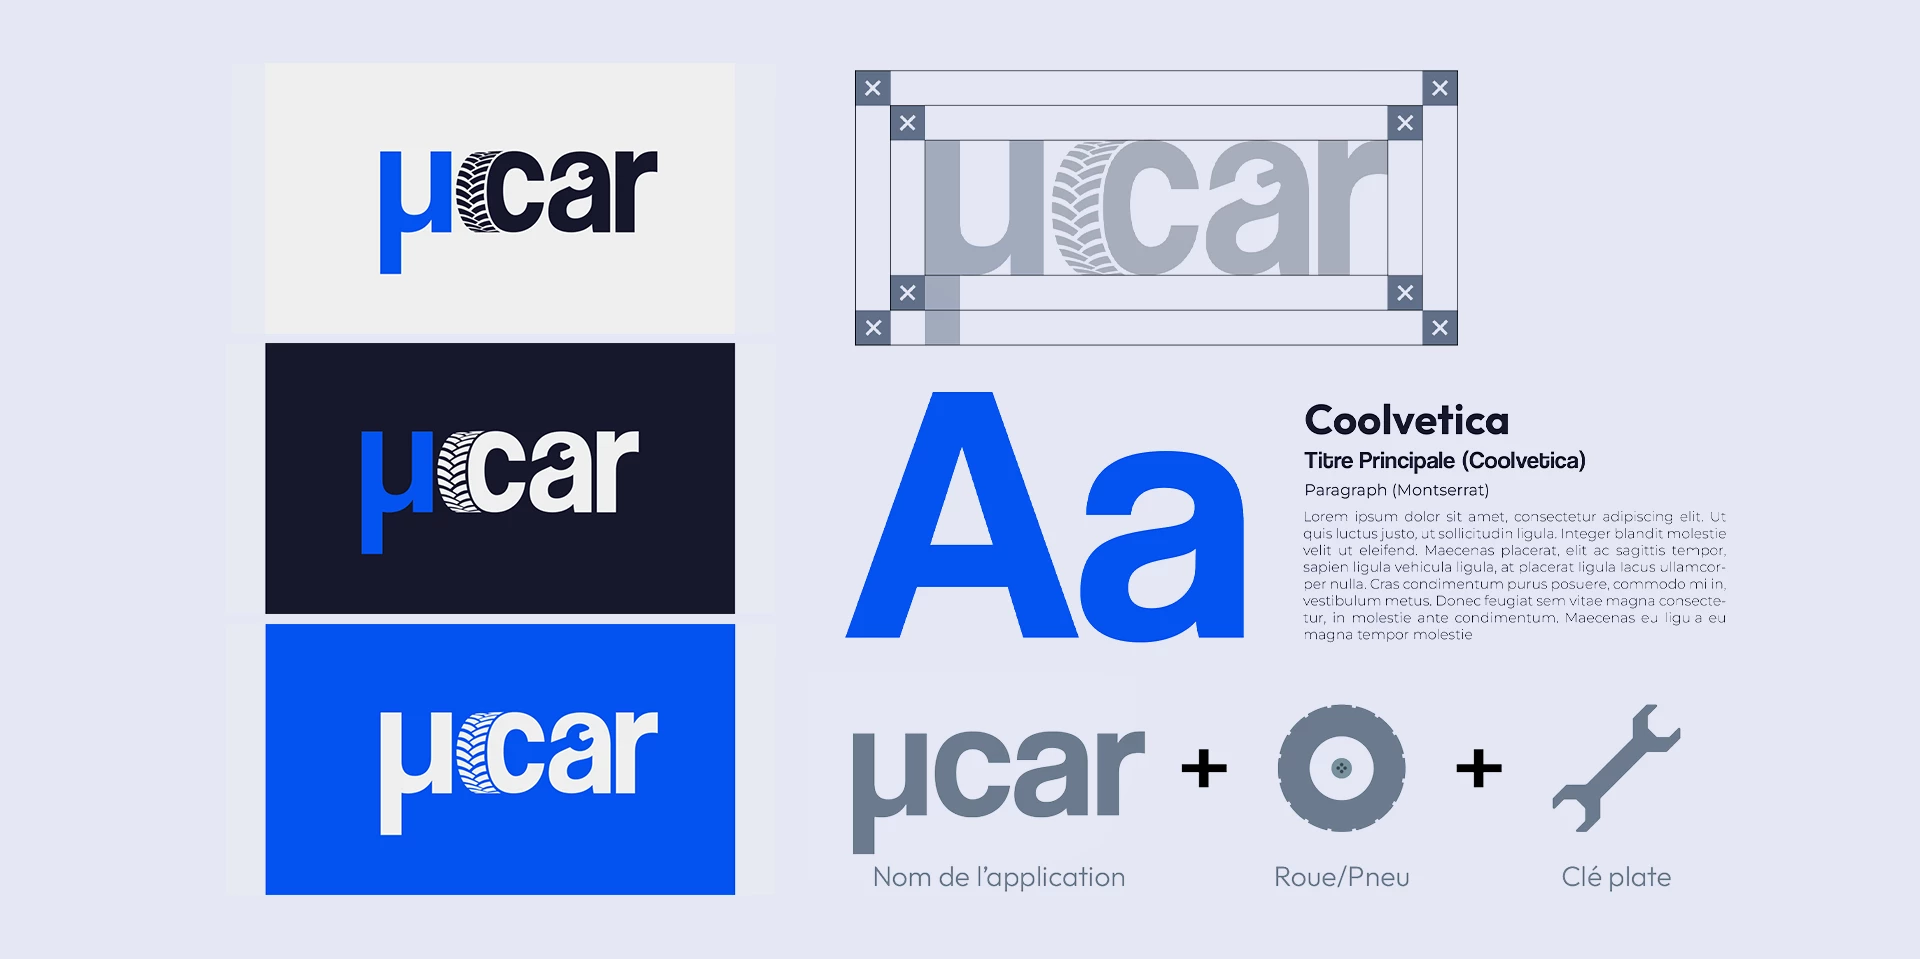 µcar
µcar
µcar
µcar
Aa
Coolvetica
Titre Principale (Coolvetica)
Paragraph (Montserrat)
Lorem ipsum dolor sit amet, consectetur adipiscing elit. Ut
quis luctus justo, ut sollicitudin ligula. Integer blandit molestie
velit ut eleifend. Maecenas placerat, elit ac sagittis tempor,
sapien ligula vehicula ligula, at placerat ligula lacus ullamcor-
per nulla. Cras condimentum purus posuere, commodo mi in,
vestibulum metus. Donec feugiat sem vitae magna consecte-
tur, in molestie ante condimentum. Maecenas eu ligula eu
magna tempor molestie
µcar + +
Nom de l’application
Roue/Pneu
Clé plate